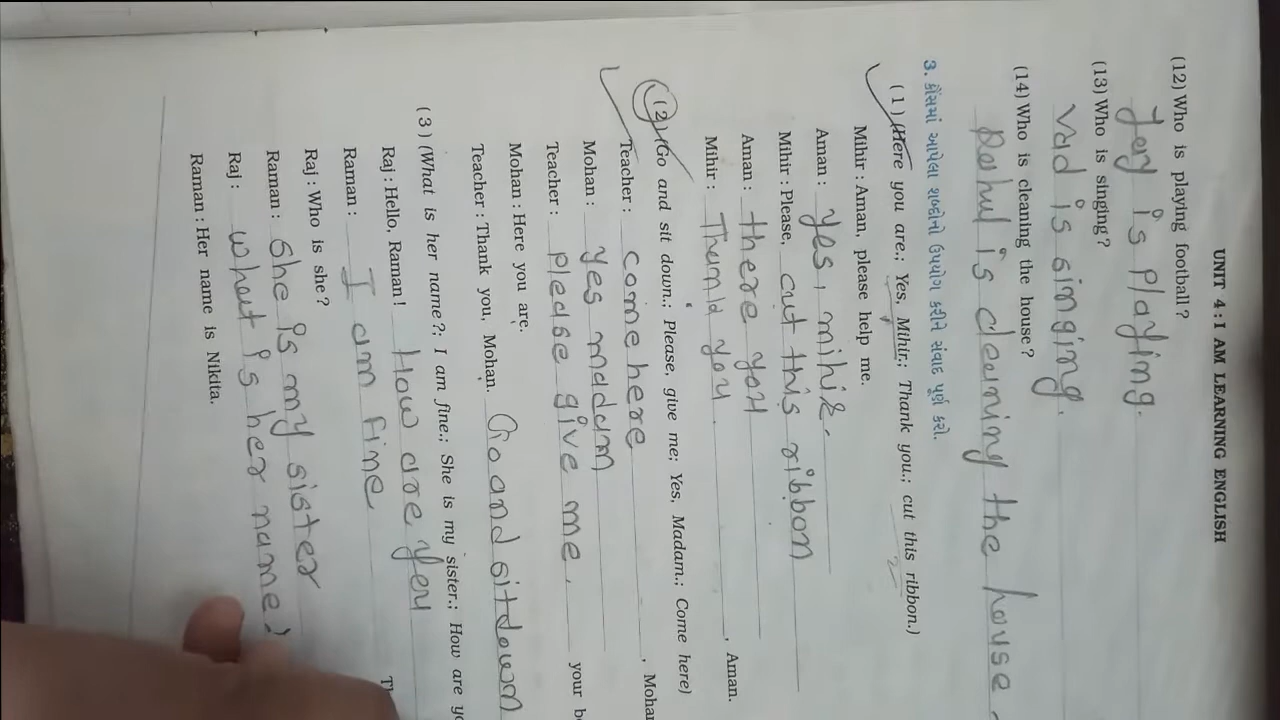 UNIT 4 : I AM LEARNING ENGLISH
(12) Who is playing football?
Jay is playing.
(13) Who is singing?
Vad is singing.
(14) Who is cleaning the house?
Rahul is cleaning the house
3. કૌંસમાં આપેલા શબ્દોનો ઉપયોગ કરીને સંવાદ પૂર્ણ કરો.
(1) (Here you are.; Yes, Mihir.; Thank you.; cut this ribbon.)
Mihir : Aman, please help me.
Aman : Yes, mihir.
Mihir : Please, cut this ribbon
Aman : there you
Mihir : Thank you. , Aman.
(2) (Go and sit down.; Please, give me; Yes, Madam.; Come here)
Teacher : come here , Mohan
Mohan : yes maddam
Teacher : please give me. your
Mohan : Here you are.
Teacher : Thank you, Mohan. Go and sitdown
(3) (What is her name?; I am fine.; She is my sister.; How are
Raj : Hello, Raman! How are you
Raman : I am fine
Raj : Who is she?
Raman : She is my sister
Raj : what is her name?
Raman : Her name is Nikita.